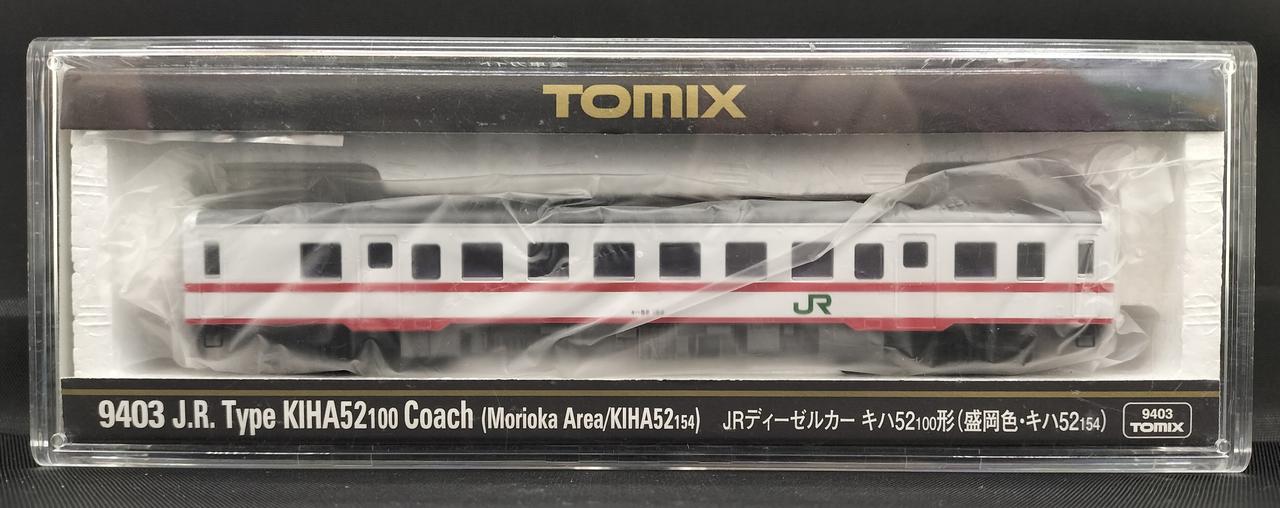 TOMIX
JR
9403 J.R. Type KIHA52100 Coach (Morioka Area/KIHA52154) JRディーゼルカー キハ52100形(盛岡色・キハ52154)
9403
TOMIX